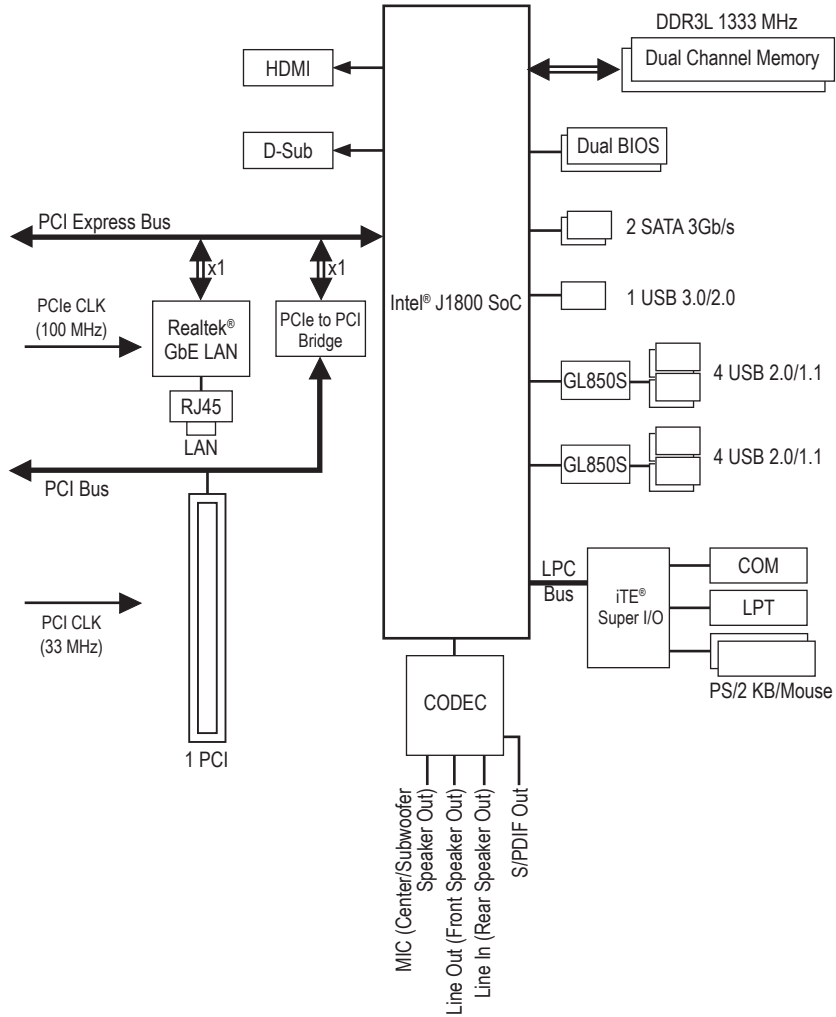 DDR3L 1333 MHz
Dual Channel Memory
HDMI
D-Sub
Dual BIOS
PCI Express Bus
2 SATA 3Gb/s
x1
x1
Intel® J1800 SoC
1 USB 3.0/2.0
PCIe CLK
(100 MHz)
Realtek®
GbE LAN
PCIe to PCI
Bridge
GL850S
4 USB 2.0/1.1
RJ45
LAN
GL850S
4 USB 2.0/1.1
PCI Bus
LPC
Bus
iTE®
Super I/O
COM
LPT
PS/2 KB/Mouse
PCI CLK
(33 MHz)
1 PCI
CODEC
MIC (Center/Subwoofer
Speaker Out)
Line Out (Front Speaker Out)
Line In (Rear Speaker Out)
S/PDIF Out